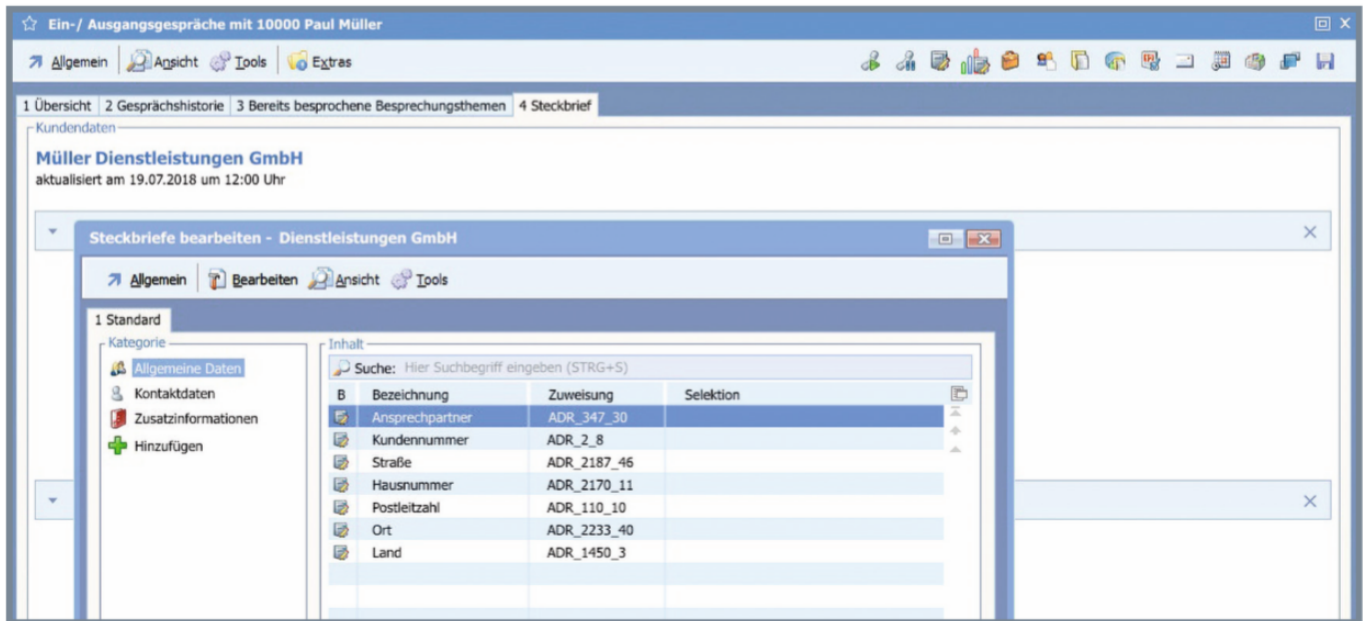 Ein-/ Ausgangsgespräche mit 10000 Paul Müller
Allgemein Ansicht Tools Extras
1 Übersicht 2 Gesprächshistorie 3 Bereits besprochene Besprechungsthemen 4 Steckbrief
Kundendaten
Müller Dienstleistungen GmbH
aktualisiert am 19.07.2018 um 12:00 Uhr
Steckbriefe bearbeiten - Dienstleistungen GmbH
Allgemein Bearbeiten Ansicht Tools
1 Standard
Kategorie
Allgemeine Daten
Kontaktdaten
Zusatzinformationen
Hinzufügen
Inhalt
Suche: Hier Suchbegriff eingeben (STRG+S)
B Bezeichnung Zuweisung Selektion
Ansprechpartner ADR_347_30
Kundennummer ADR_2_8
Straße ADR_2187_46
Hausnummer ADR_2170_11
Postleitzahl ADR_110_10
Ort ADR_2233_40
Land ADR_1450_3